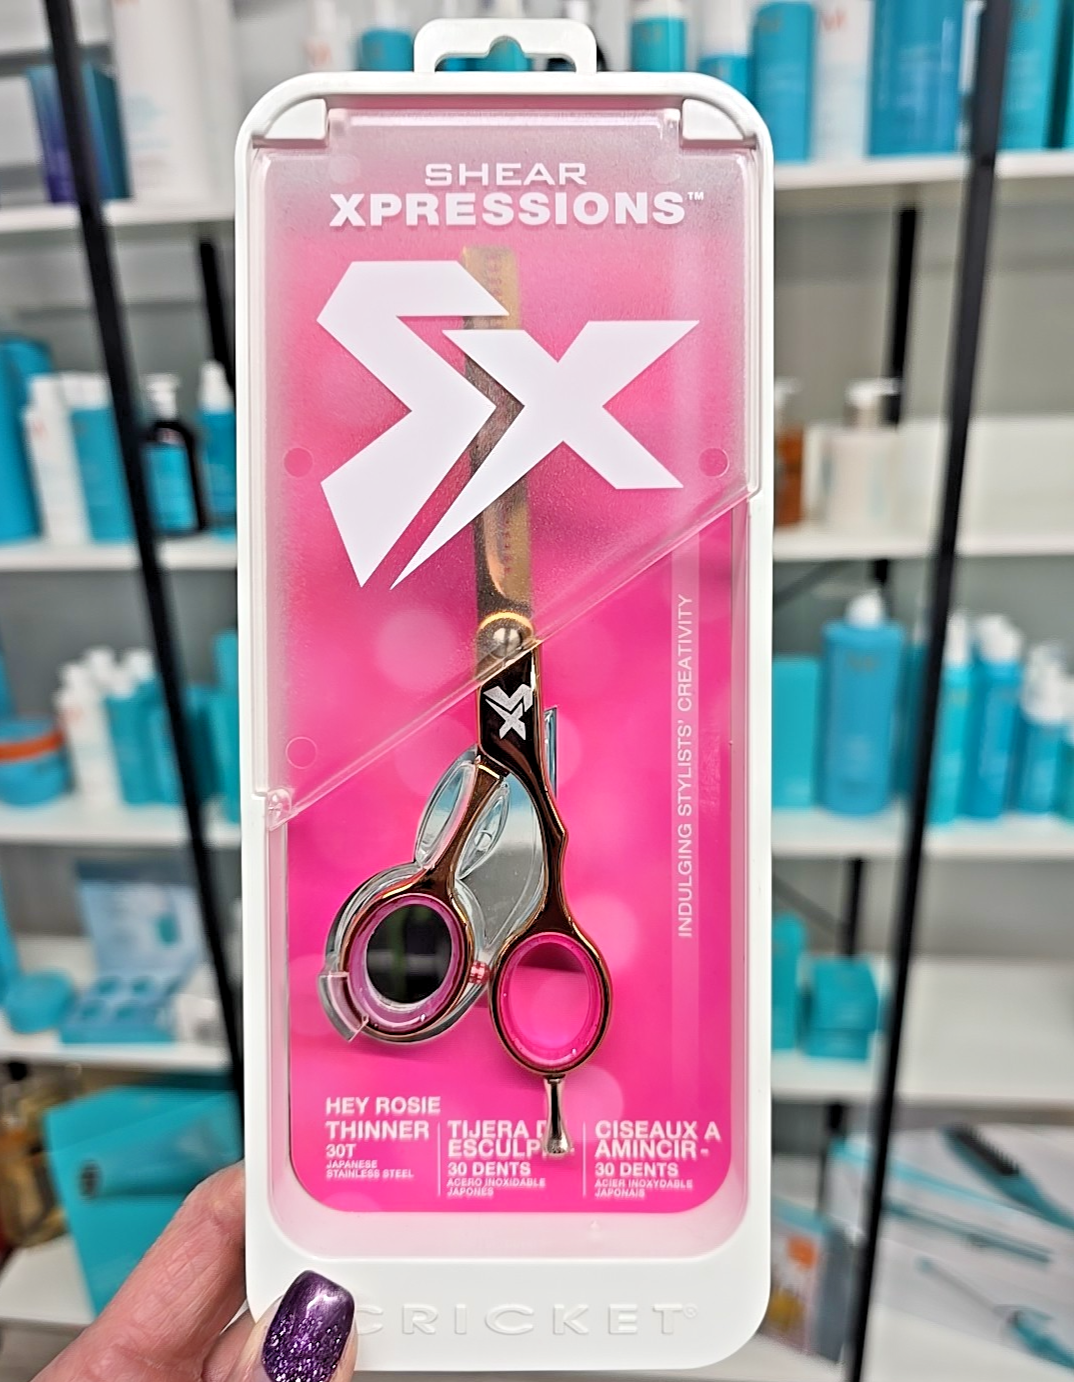 SHEAR
XPRESSIONS™
SX
SX
INDULGING STYLISTS' CREATIVITY
HEY ROSIE
THINNER
30T
JAPANESE
STAINLESS STEEL
TIJERA
30 DENTS
ACERO INOXIDABLE
JAPONES
CISEAUX A
AMINCIR -
30 DENTS
ACIER INOXYDABLE
JAPONAIS
CRICKET®